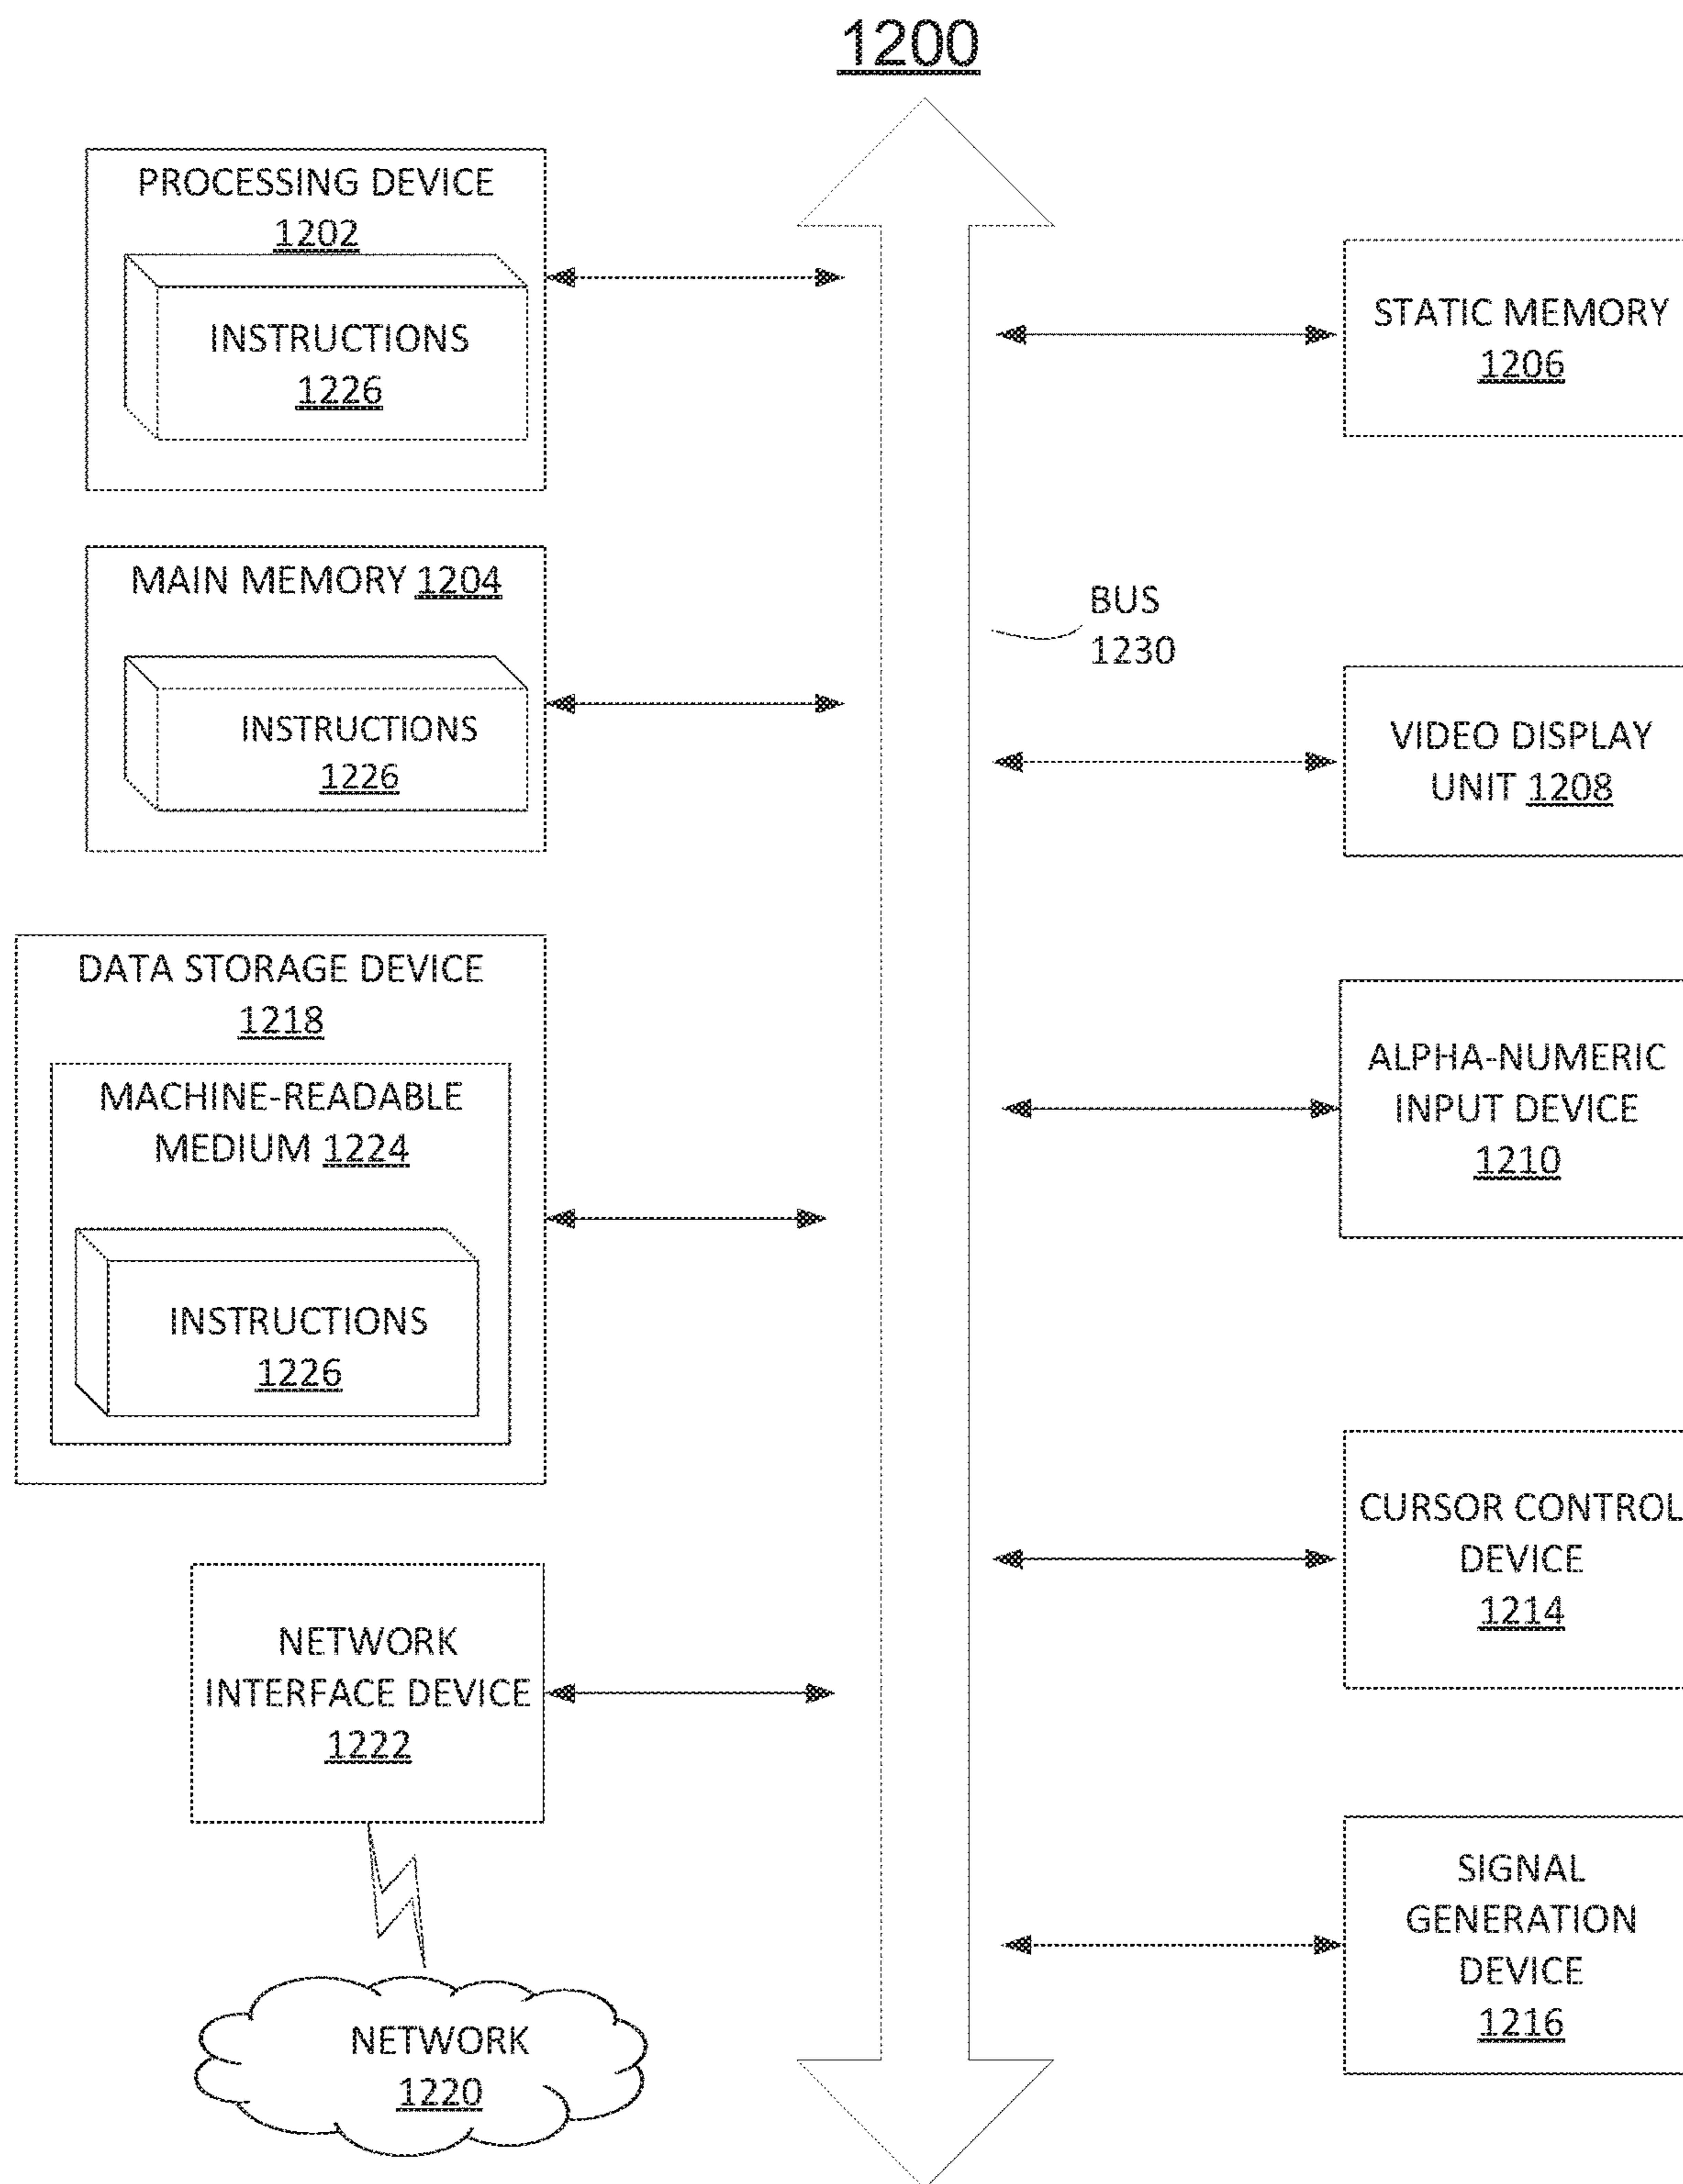 1200
PROCESSING DEVICE
1202
INSTRUCTIONS
1226
MAIN MEMORY 1204
INSTRUCTIONS
1226
DATA STORAGE DEVICE
1218
MACHINE-READABLE
MEDIUM 1224
INSTRUCTIONS
1226
NETWORK
INTERFACE DEVICE
1222
NETWORK
1220
BUS
1230
STATIC MEMORY
1206
VIDEO DISPLAY
UNIT 1208
ALPHA-NUMERIC
INPUT DEVICE
1210
CURSOR CONTROL
DEVICE
1214
SIGNAL
GENERATION
DEVICE
1216